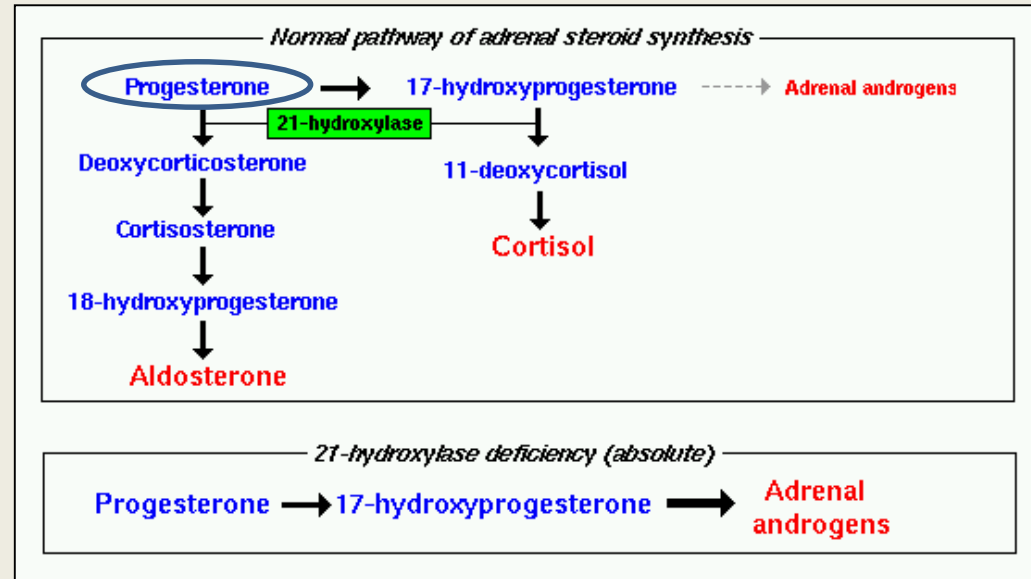 Normal pathway of adrenal steroid synthesis
Progesterone 17-hydroxyprogesterone Adrenal androgens
21-hydroxylase
Deoxycorticosterone 11-deoxycortisol
Cortisosterone
Cortisol
18-hydroxyprogesterone
Aldosterone
21-hydroxylase deficiency (absolute)
Progesterone 17-hydroxyprogesterone Adrenal
androgens